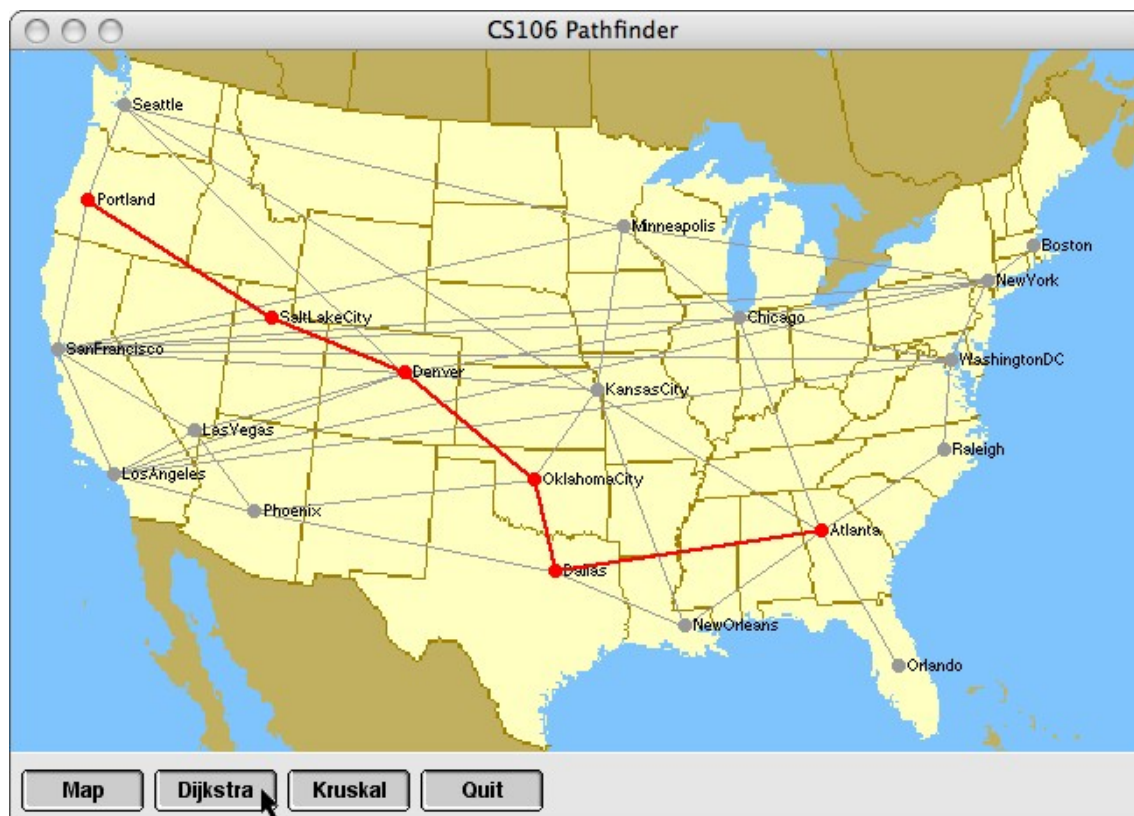 CS106 Pathfinder
Seattle
Portland
Minneapolis
Boston
NewYork
SaltLakeCity
Chicago
SanFrancisco
WashingtonDC
Denver
KansasCity
LasVegas
Raleigh
LosAngeles
OklahomaCity
Phoenix
Atlanta
Dallas
NewOrleans
Orlando
Map Dijkstra Kruskal Quit